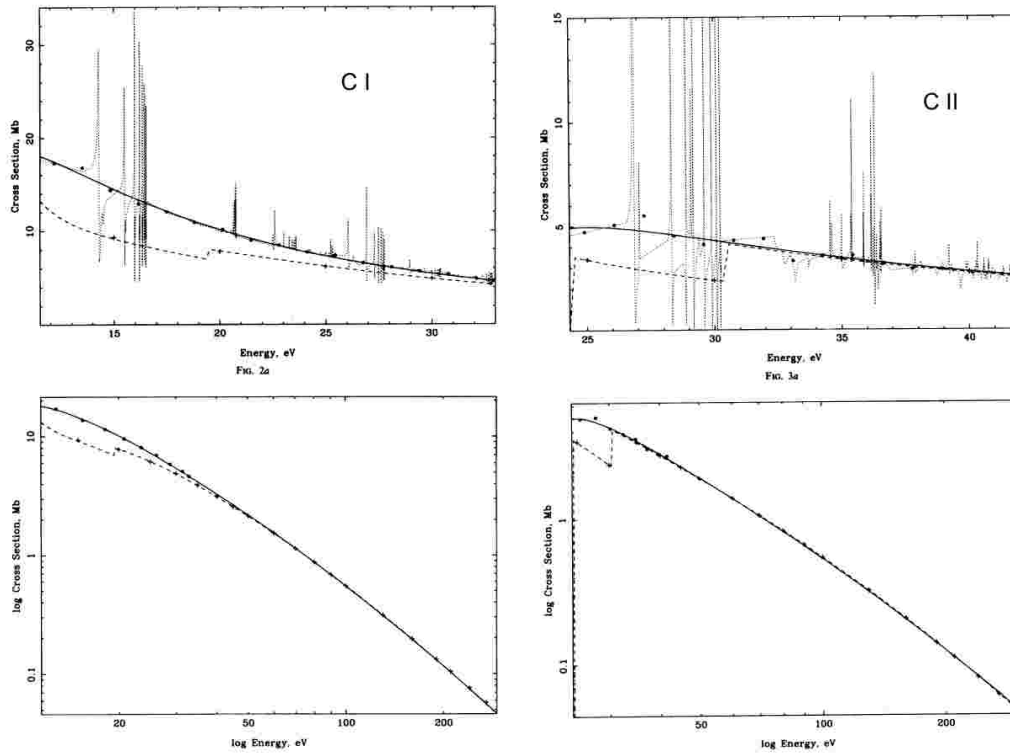 30
20
10
Cross Section, Mb
C I
15
20
25
30
Energy, eV
FIG. 2a
15
10
5
Cross Section, Mb
C II
25
30
35
40
Energy, eV
FIG. 3a
10
1
0.1
log Cross Section, Mb
20
50
100
200
log Energy, eV
1
0.1
log Cross Section, Mb
50
100
200
log Energy, eV